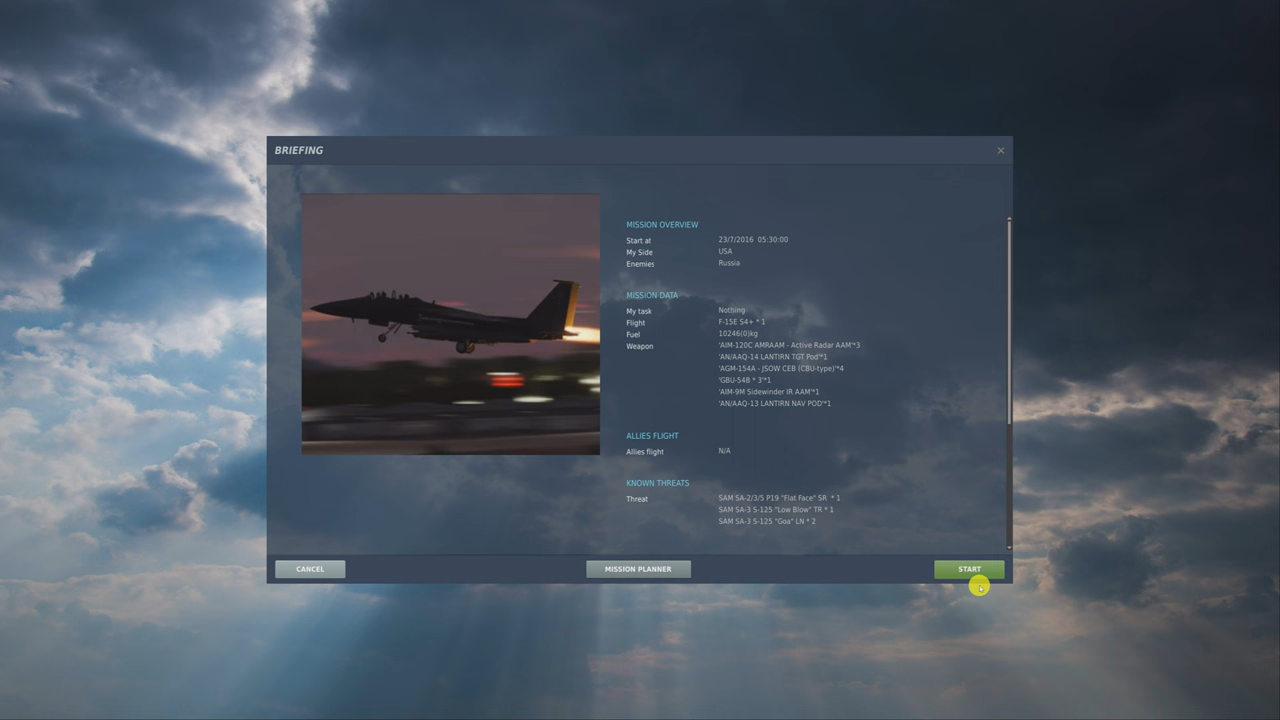 BRIEFING
MISSION OVERVIEW
Start at 23/7/2016 05:30:00
My Side USA
Enemies Russia
MISSION DATA
My task Nothing
Flight F-15E S4+ * 1
Fuel 10246(0)kg
Weapon 'AIM-120C AMRAAM - Active Radar AAM'*3
'AN/AAQ-14 LANTIRN TGT Pod'*1
'AGM-154A - JSOW CEB (CBU-type)'*4
'GBU-54B * 3'*1
'AIM-9M Sidewinder IR AAM'*1
'AN/AAQ-13 LANTIRN NAV POD'*1
ALLIES FLIGHT
Allies flight N/A
KNOWN THREATS
Threat SAM SA-2/3/5 P19 "Flat Face" SR * 1
SAM SA-3 S-125 "Low Blow" TR * 1
SAM SA-3 S-125 "Goa" LN * 2
CANCEL MISSION PLANNER START